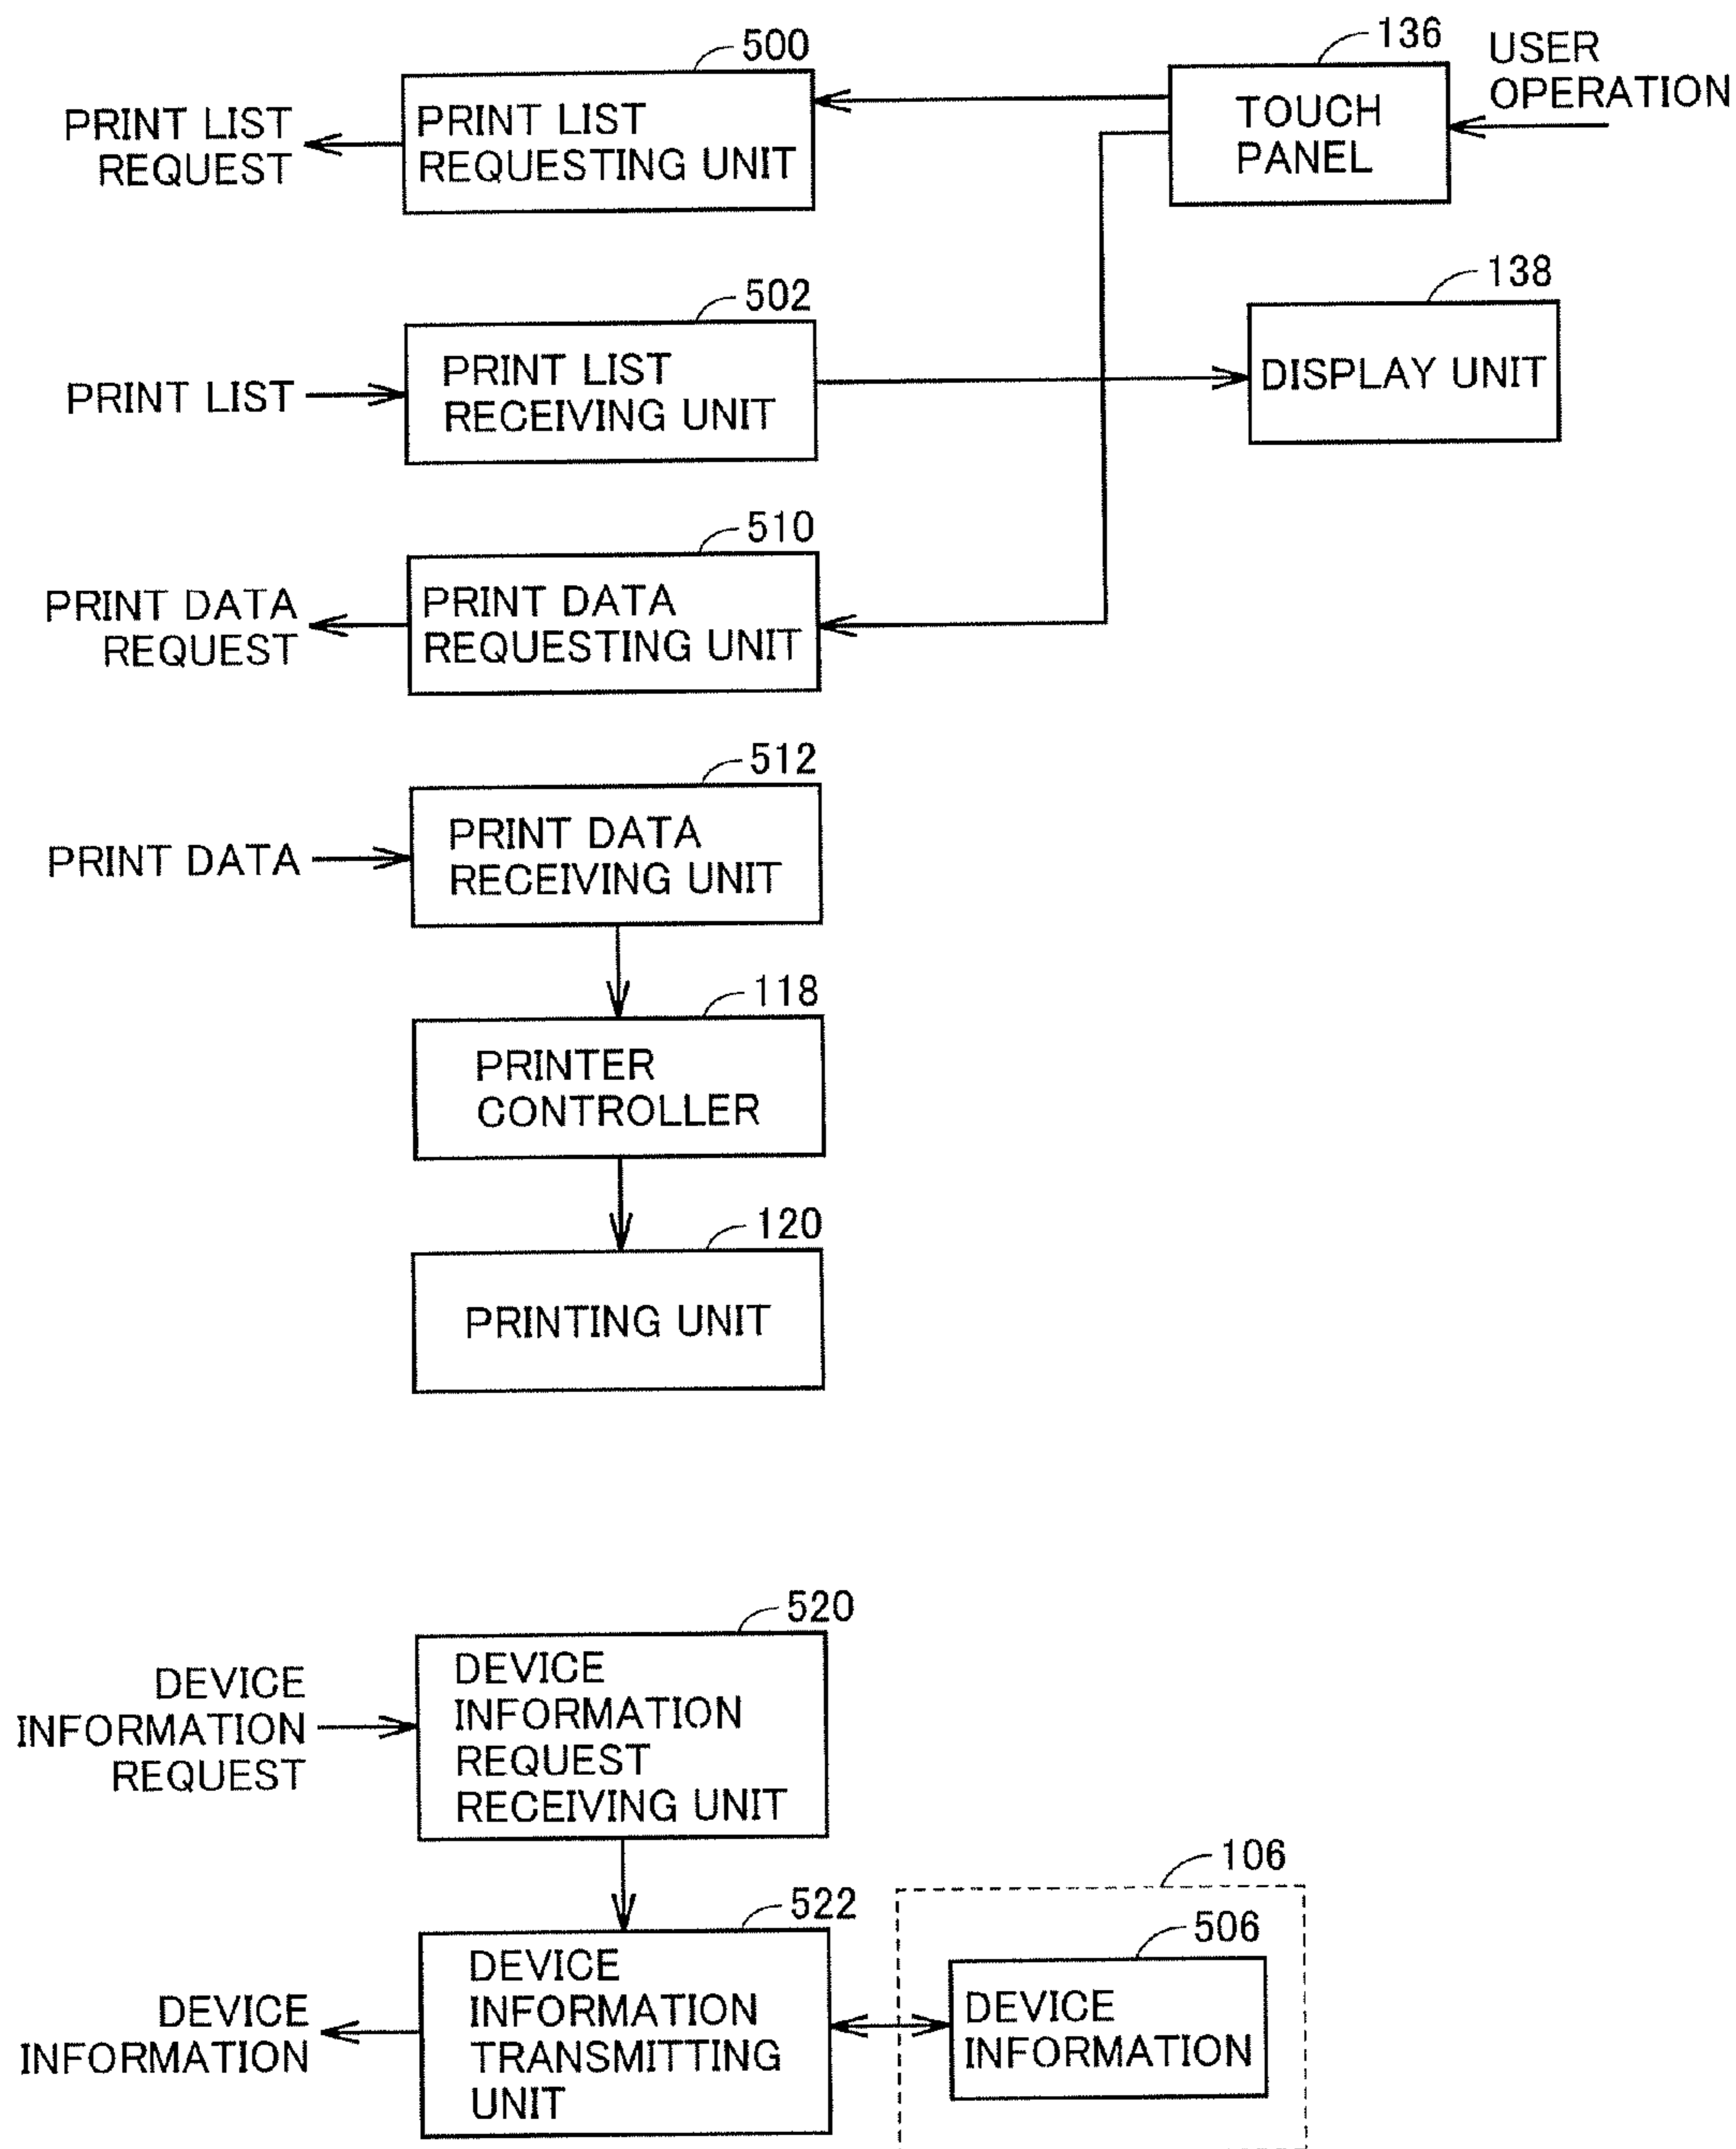 500
136
USER
OPERATION
PRINT LIST
REQUEST
PRINT LIST
REQUESTING UNIT
TOUCH
PANEL
502
138
PRINT LIST
PRINT LIST
RECEIVING UNIT
DISPLAY UNIT
510
PRINT DATA
REQUEST
PRINT DATA
REQUESTING UNIT
512
PRINT DATA
PRINT DATA
RECEIVING UNIT
118
PRINTER
CONTROLLER
120
PRINTING UNIT
520
DEVICE
INFORMATION
REQUEST
DEVICE
INFORMATION
REQUEST
RECEIVING UNIT
106
522
506
DEVICE
INFORMATION
DEVICE
INFORMATION
TRANSMITTING
UNIT
DEVICE
INFORMATION